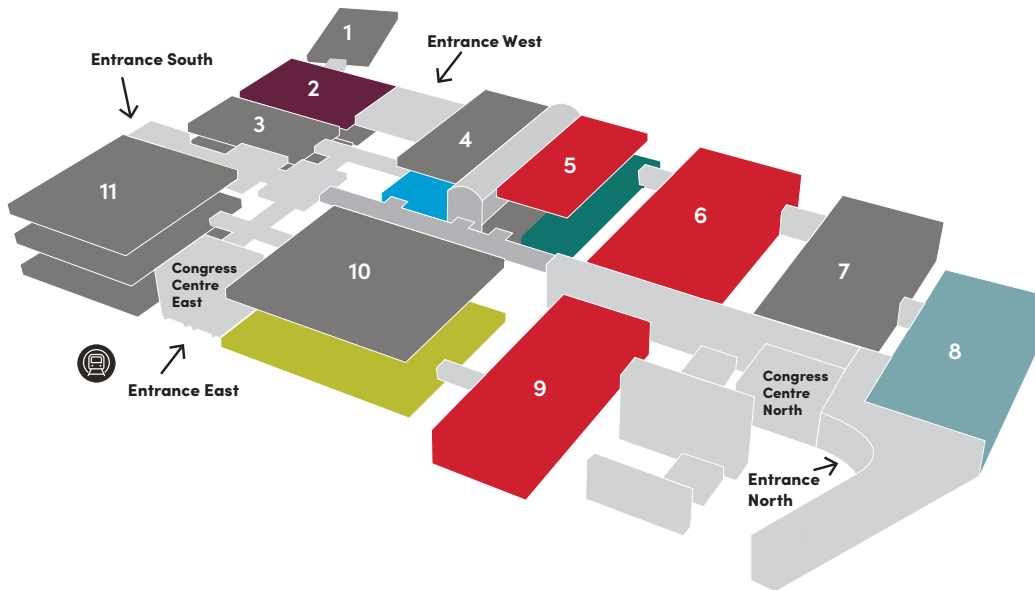 1
Entrance West
Entrance South
2
3
4
5
11
6
10
7
Congress
Centre
East
8
Entrance East
9
Congress
Centre
North
Entrance
North